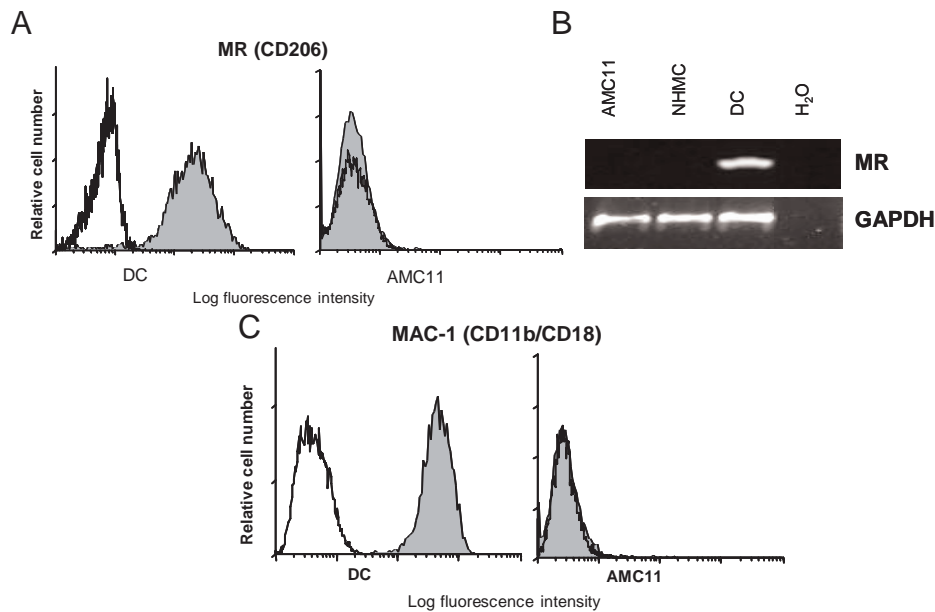 A
MR (CD206)
Relative cell number
DC
AMC11
Log fluorescence intensity
B
AMC11
NHMC
DC
H₂O
MR
GAPDH
C
MAC-1 (CD11b/CD18)
Relative cell number
DC
AMC11
Log fluorescence intensity